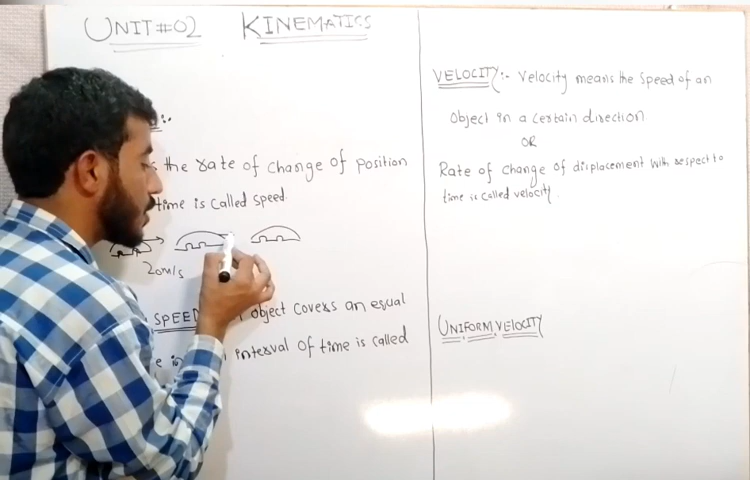 UNIT#02 KINEMATICS
the rate of change of position
time is called speed.
20m/s
SPEED object covers an equal
interval of time is called
VELOCITY:- Velocity means the speed of an
object in a certain direction
OR
Rate of change of displacement with respect to
time is called velocity.
UNIFORM VELOCITY